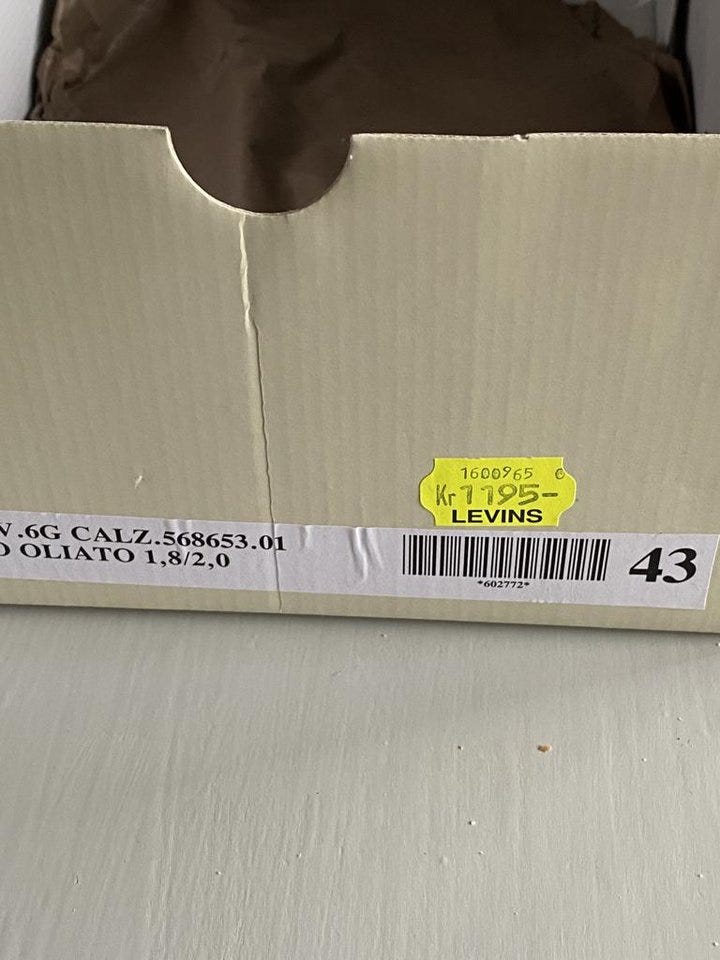 1600965
Kr 1195-
LEVINS
.6G CALZ.568653.01
OLIATO 1,8/2,0
*602772*
43